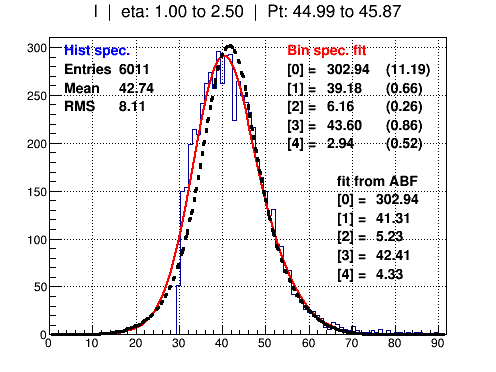 I | eta: 1.00 to 2.50 | Pt: 44.99 to 45.87
Hist spec.
Entries 6011
Mean 42.74
RMS 8.11
Bin spec. fit
[0] = 302.94 (11.19)
[1] = 39.18 (0.66)
[2] = 6.16 (0.26)
[3] = 43.60 (0.86)
[4] = 2.94 (0.52)
fit from ABF
[0] = 302.94
[1] = 41.31
[2] = 5.23
[3] = 42.41
[4] = 4.33
300
250
200
150
100
50
0
0 10 20 30 40 50 60 70 80 90